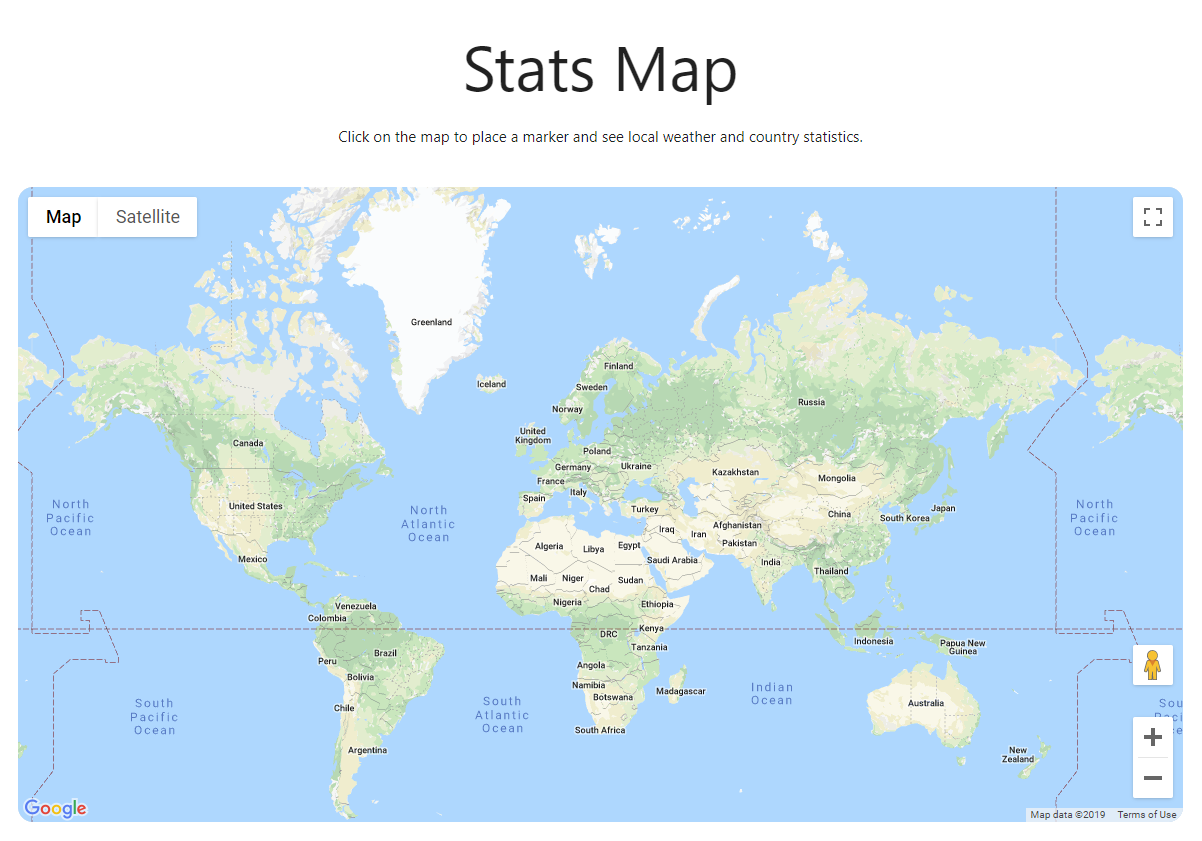 Stats Map
Click on the map to place a marker and see local weather and country statistics.
Map
Satellite
Greenland
Iceland
Finland
Sweden
Norway
Russia
United
Kingdom
Canada
Poland
Germany
Ukraine
France
Kazakhstan
Mongolia
Spain
Italy
United States
Turkey
China
Japan
South Korea
North
Pacific
Ocean
North
Atlantic
Ocean
North
Pacific
Ocean
Iraq
Iran
Afghanistan
Pakistan
Algeria
Libya
Egypt
Saudi Arabia
India
Mexico
Thailand
Mali
Niger
Chad
Sudan
Nigeria
Ethiopia
Venezuela
Colombia
DRC
Kenya
Tanzania
Indonesia
Papua New
Guinea
Peru
Brazil
Bolivia
Angola
Namibia
Botswana
Madagascar
Indian
Ocean
Chile
South
Pacific
Ocean
South
Atlantic
Ocean
South Africa
Australia
Argentina
New
Zealand
Google
Map data ©2019
Terms of Use